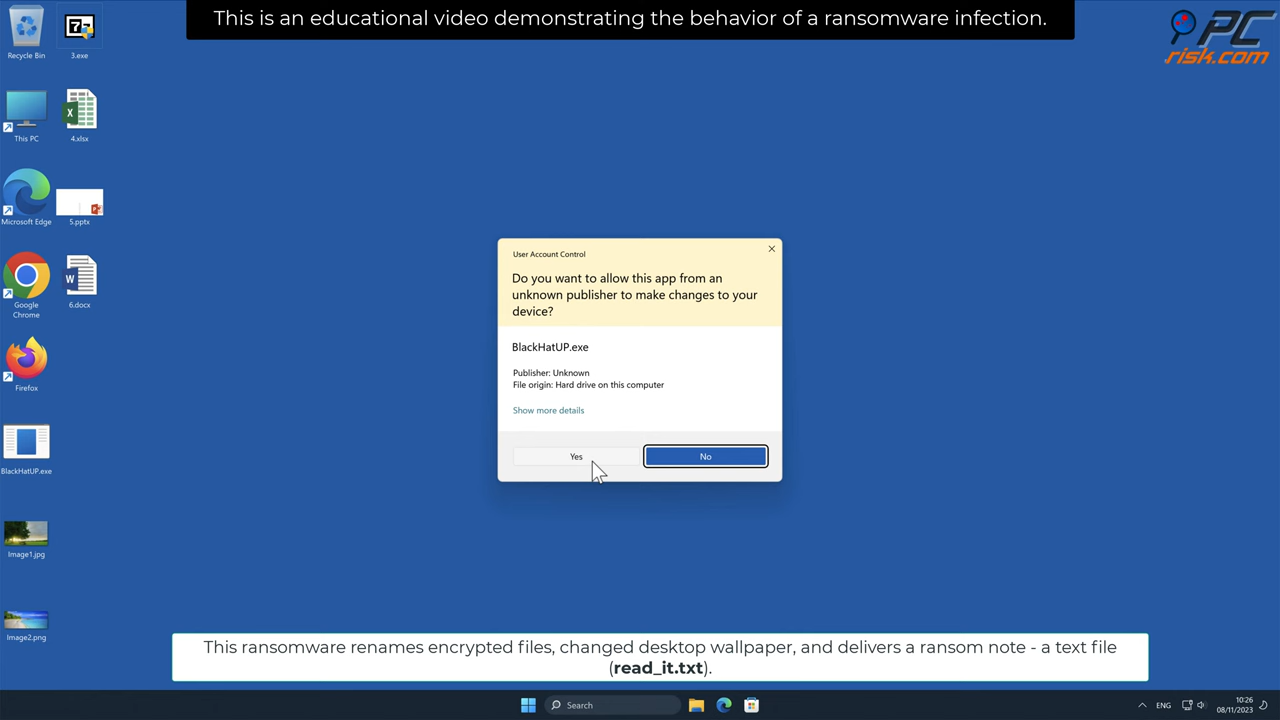 This is an educational video demonstrating the behavior of a ransomware infection.
PC
risk.com
Recycle Bin
3.exe
This PC
4.xlsx
Microsoft Edge
5.pptx
Google
Chrome
6.docx
Firefox
BlackHatUP.exe
Image1.jpg
Image2.png
User Account Control
Do you want to allow this app from an
unknown publisher to make changes to your
device?
BlackHatUP.exe
Publisher: Unknown
File origin: Hard drive on this computer
Show more details
Yes
No
This ransomware renames encrypted files, changed desktop wallpaper, and delivers a ransom note - a text file
(read_it.txt).
Search
ENG
10:26
08/11/2023